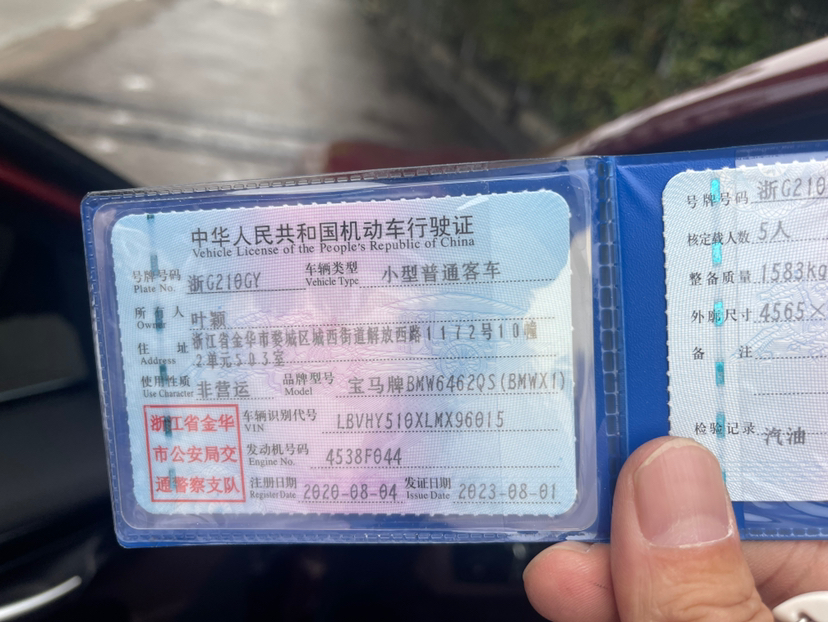 中华人民共和国机动车行驶证
Vehicle License of the People's Republic of China
号牌号码 浙G210GY 车辆类型 小型普通客车
Plate No. Vehicle Type
所有人 叶颖
Owner
住址 浙江省金华市婺城区城西街道解放西路1172号10幢
Address 2单元503室
使用性质 非营运 品牌型号 宝马牌BMW6462QS(BMWX1)
Use Character Model
浙江省金华
市公安局交
通警察支队
车辆识别代号 LBVHY510XLMX96015
VIN
发动机号码 4538F044
Engine No.
注册日期 2020-08-04 发证日期 2023-08-01
Register Date Issue Date
号牌号码 浙G210
核定载人数 5人
整备质量 1583kg
外廓尺寸 4565×
备注
检验记录 汽油